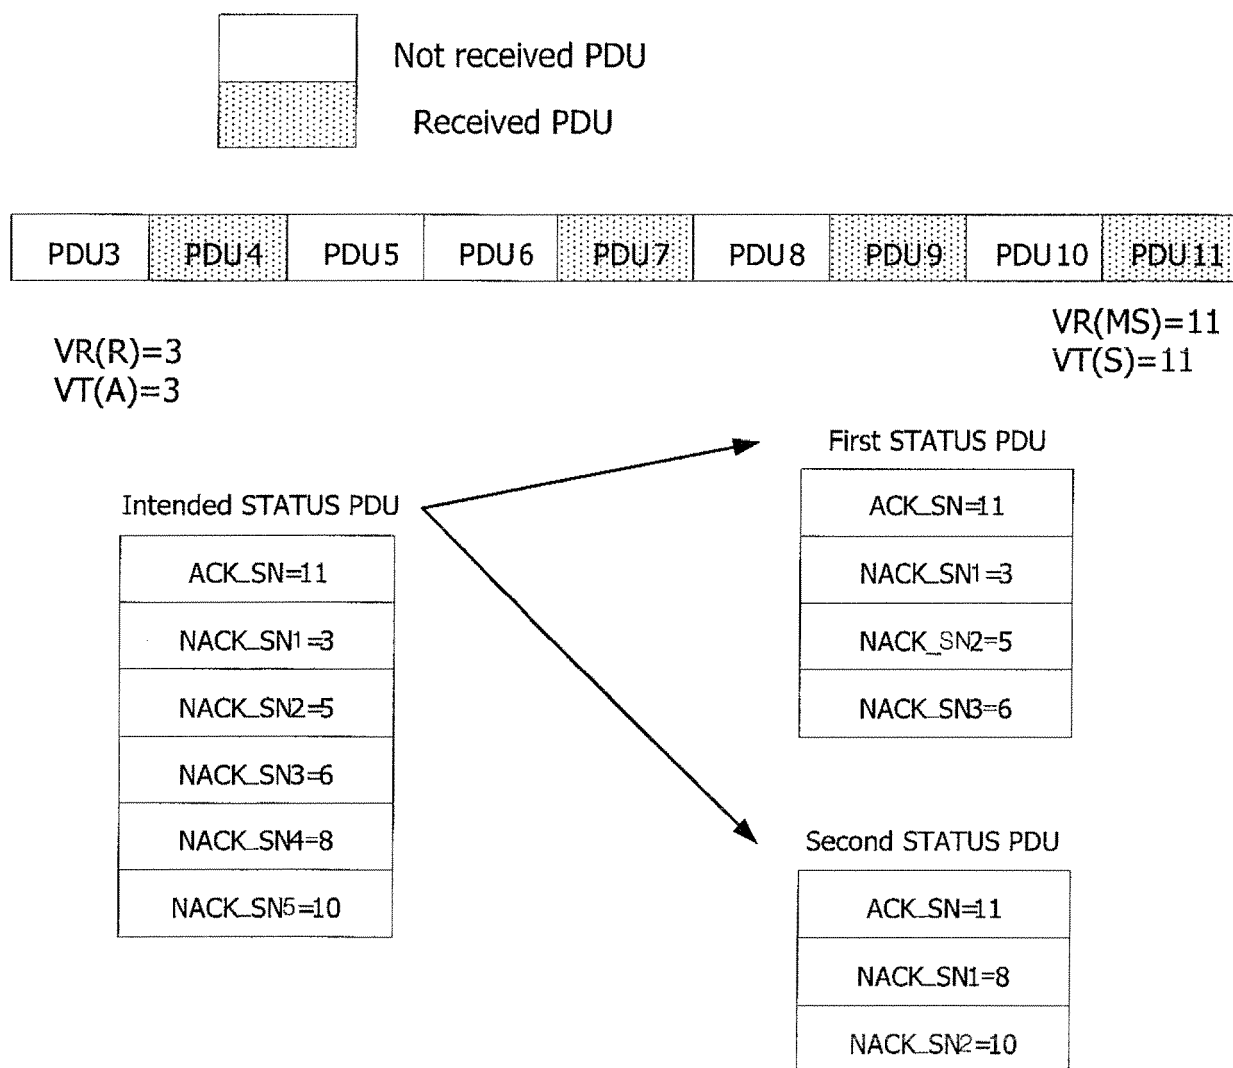 Not received PDU
Received PDU
PDU3 PDU4 PDU5 PDU6 PDU7 PDU8 PDU9 PDU10 PDU11
VR(R)=3
VT(A)=3
VR(MS)=11
VT(S)=11
Intended STATUS PDU
ACK_SN=11
NACK_SN1=3
NACK_SN2=5
NACK_SN3=6
NACK_SN4=8
NACK_SN5=10
First STATUS PDU
ACK_SN=11
NACK_SN1=3
NACK_SN2=5
NACK_SN3=6
Second STATUS PDU
ACK_SN=11
NACK_SN1=8
NACK_SN2=10